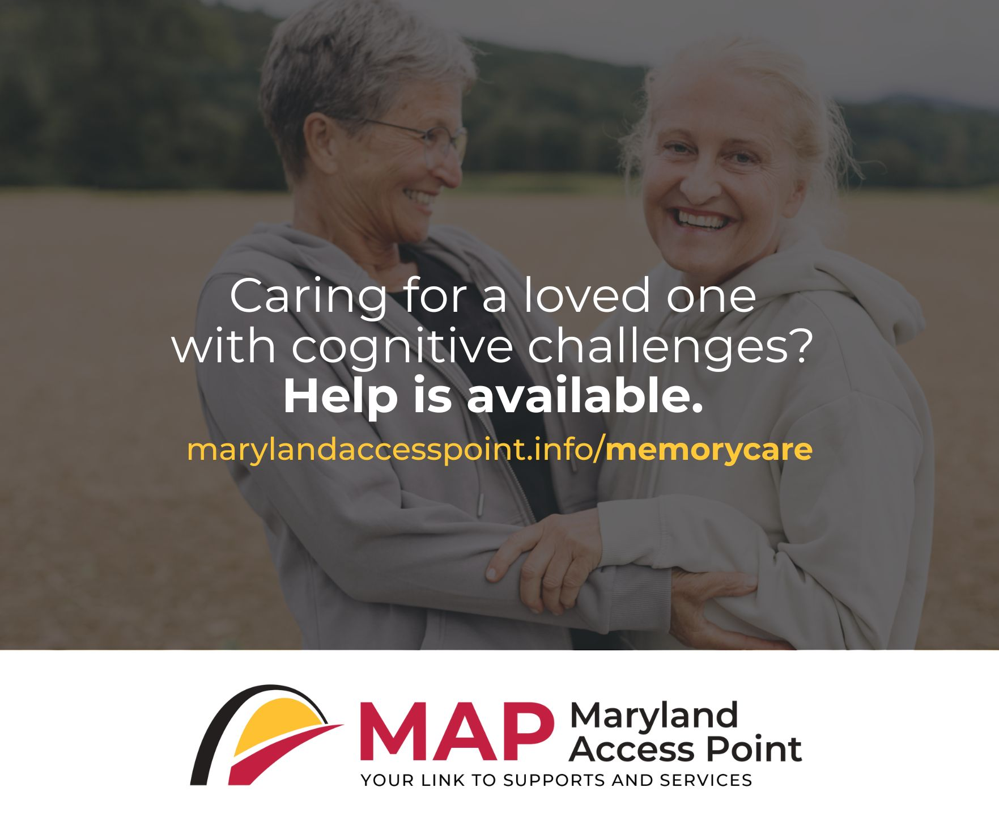 Caring for a loved one
with cognitive challenges?
Help is available.
marylandaccesspoint.info/memorycare
MAP
Maryland
Access Point
YOUR LINK TO SUPPORTS AND SERVICES